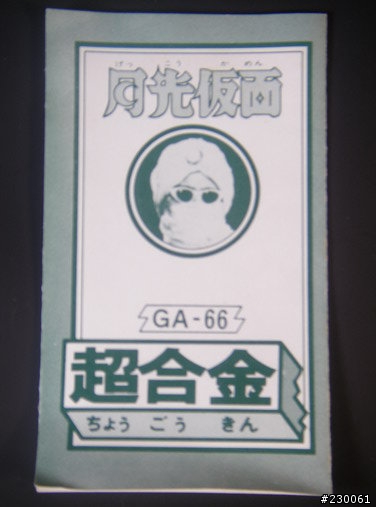 げっ こう か めん
月光仮面
GA-66
超合金
ちょう ごう きん
#230061